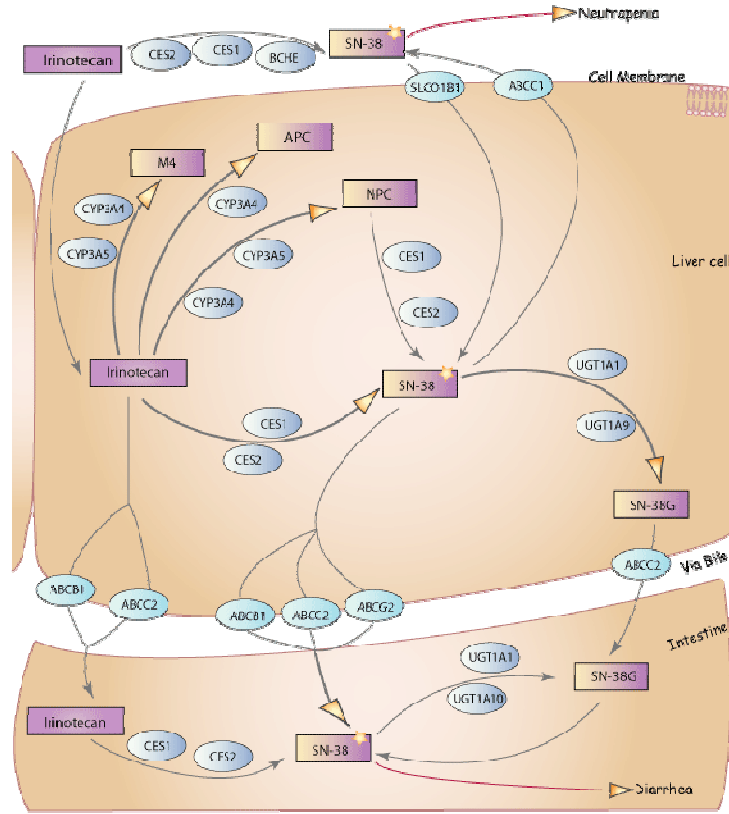 Neutropenia
SN-38
Irinotecan
CES2
CES1
BCHE
Cell Membrane
SLCO1B1
ABCC1
APC
M4
NPC
CYP3A4
CYP3A4
CYP3A5
CYP3A5
CES1
Liver cell
CYP3A4
CES2
UGT1A1
Irinotecan
SN-38
CES1
UGT1A9
CES2
SN-38G
ABCC2
Via Bile
ABCB1
ABCC2
ABCB1
ABCC2
ABCG2
Intestine
UGT1A1
SN-38G
UGT1A10
Irinotecan
CES1
CES2
SN-38
Diarrhea